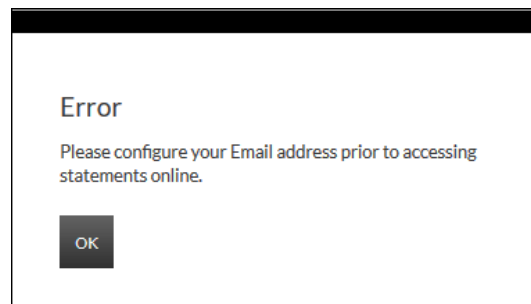 Error
Please configure your Email address prior to accessing
statements online.
OK